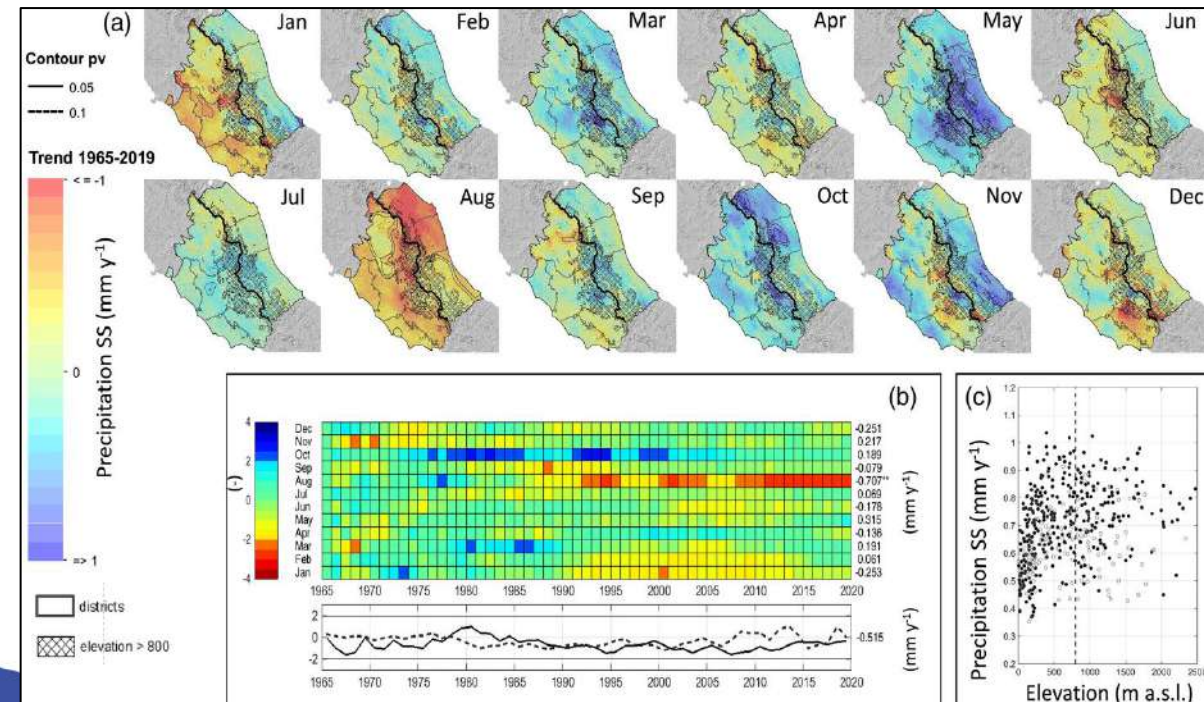 (a)
Jan
Feb
Mar
Apr
May
Jun
Contour pv
0.05
0.1
Trend 1965-2019
< = -1
0
=> 1
Precipitation SS (mm y⁻¹)
Jul
Aug
Sep
Oct
Nov
Dec
districts
elevation > 800
(b)
4
2
0
-2
-4
(-)
Dec
Nov
Oct
Sep
Aug
Jul
Jun
May
Apr
Mar
Feb
Jan
-0.251
0.217
0.189
-0.079
-0.707**
0.069
-0.176
0.315
-0.136
0.191
0.061
-0.253
(mm y⁻¹)
1965 1970 1975 1980 1985 1990 1995 2000 2005 2010 2015 2020
2
0
-2
-0.515
(mm y⁻¹)
1965 1970 1975 1980 1985 1990 1995 2000 2005 2010 2015 2020
(c)
1.2
1.1
1
0.9
0.8
0.7
0.6
0.5
0.4
0.3
0.2
Precipitation SS (mm y⁻¹)
0 500 1000 1500 2000 2500
Elevation (m a.s.l.)